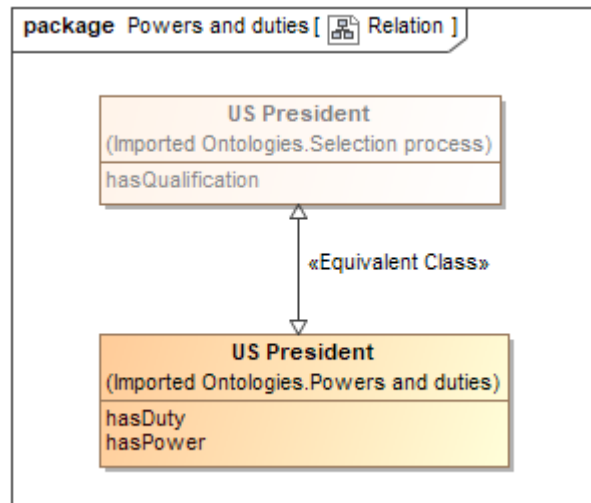 package Powers and duties [ Relation ]
US President
(Imported Ontologies.Selection process)
hasQualification
«Equivalent Class»
US President
(Imported Ontologies.Powers and duties)
hasDuty
hasPower